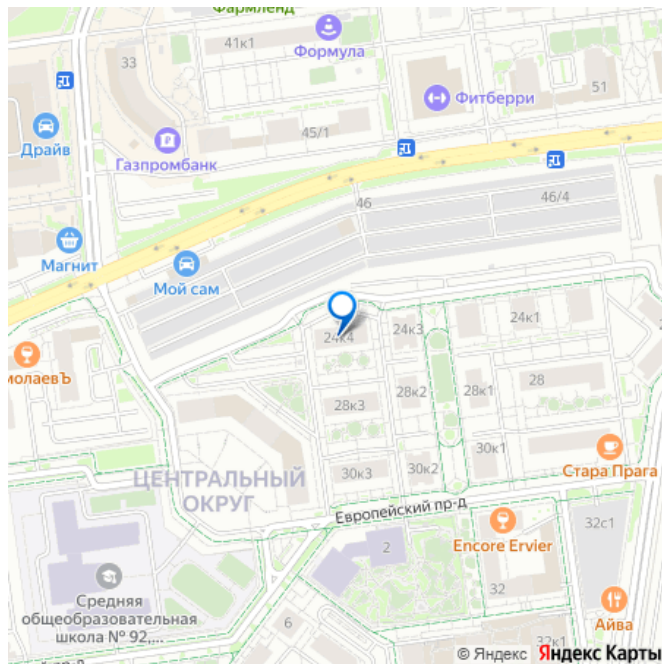 Фармленд
41к1
Формула
33
51
Фитберри
Драйв
45/1
Газпромбанк
46
46/4
Магнит
Мой сам
24к4
24к3
24к1
молаевЪ
28к3
28к2
28к1
28
30к1
ЦЕНТРАЛЬНЫЙ
ОКРУГ
30к3
30к2
Стара Прага
Европейский пр-д
32с1
2
Encore Ervier
32
Средняя
общеобразовательная
школа № 92,...
6
Айва
32к1
© Яндекс Яндекс Карты